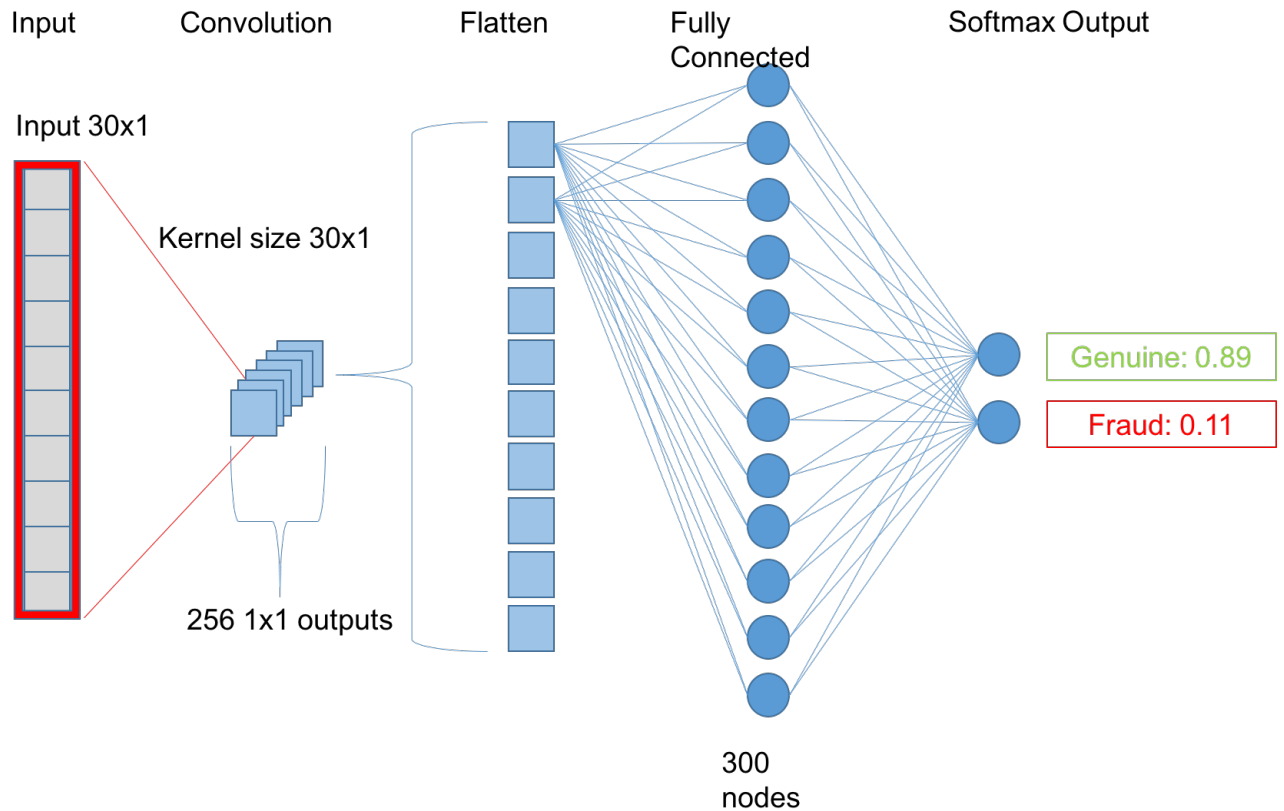 Input
Convolution
Flatten
Fully
Connected
Softmax Output
Input 30x1
Kernel size 30x1
256 1x1 outputs
Genuine: 0.89
Fraud: 0.11
300
nodes